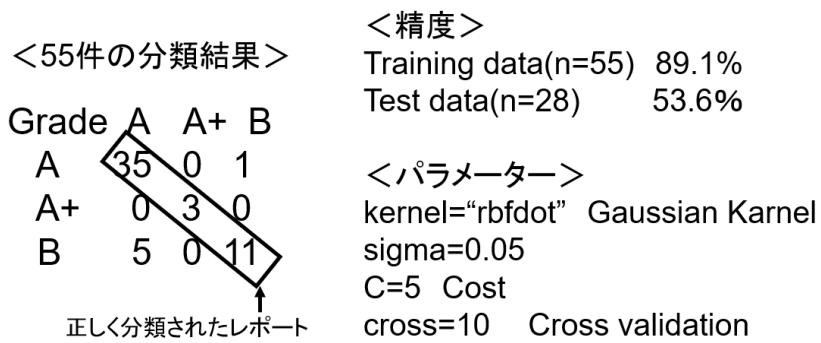 ＜55件の分類結果＞
Grade A A+ B
A 35 0 1
A+ 0 3 0
B 5 0 11
正しく分類されたレポート
＜精度＞
Training data(n=55) 89.1%
Test data(n=28) 53.6%
＜パラメーター＞
kernel=“rbfdot” Gaussian Karnel
sigma=0.05
C=5 Cost
cross=10 Cross validation